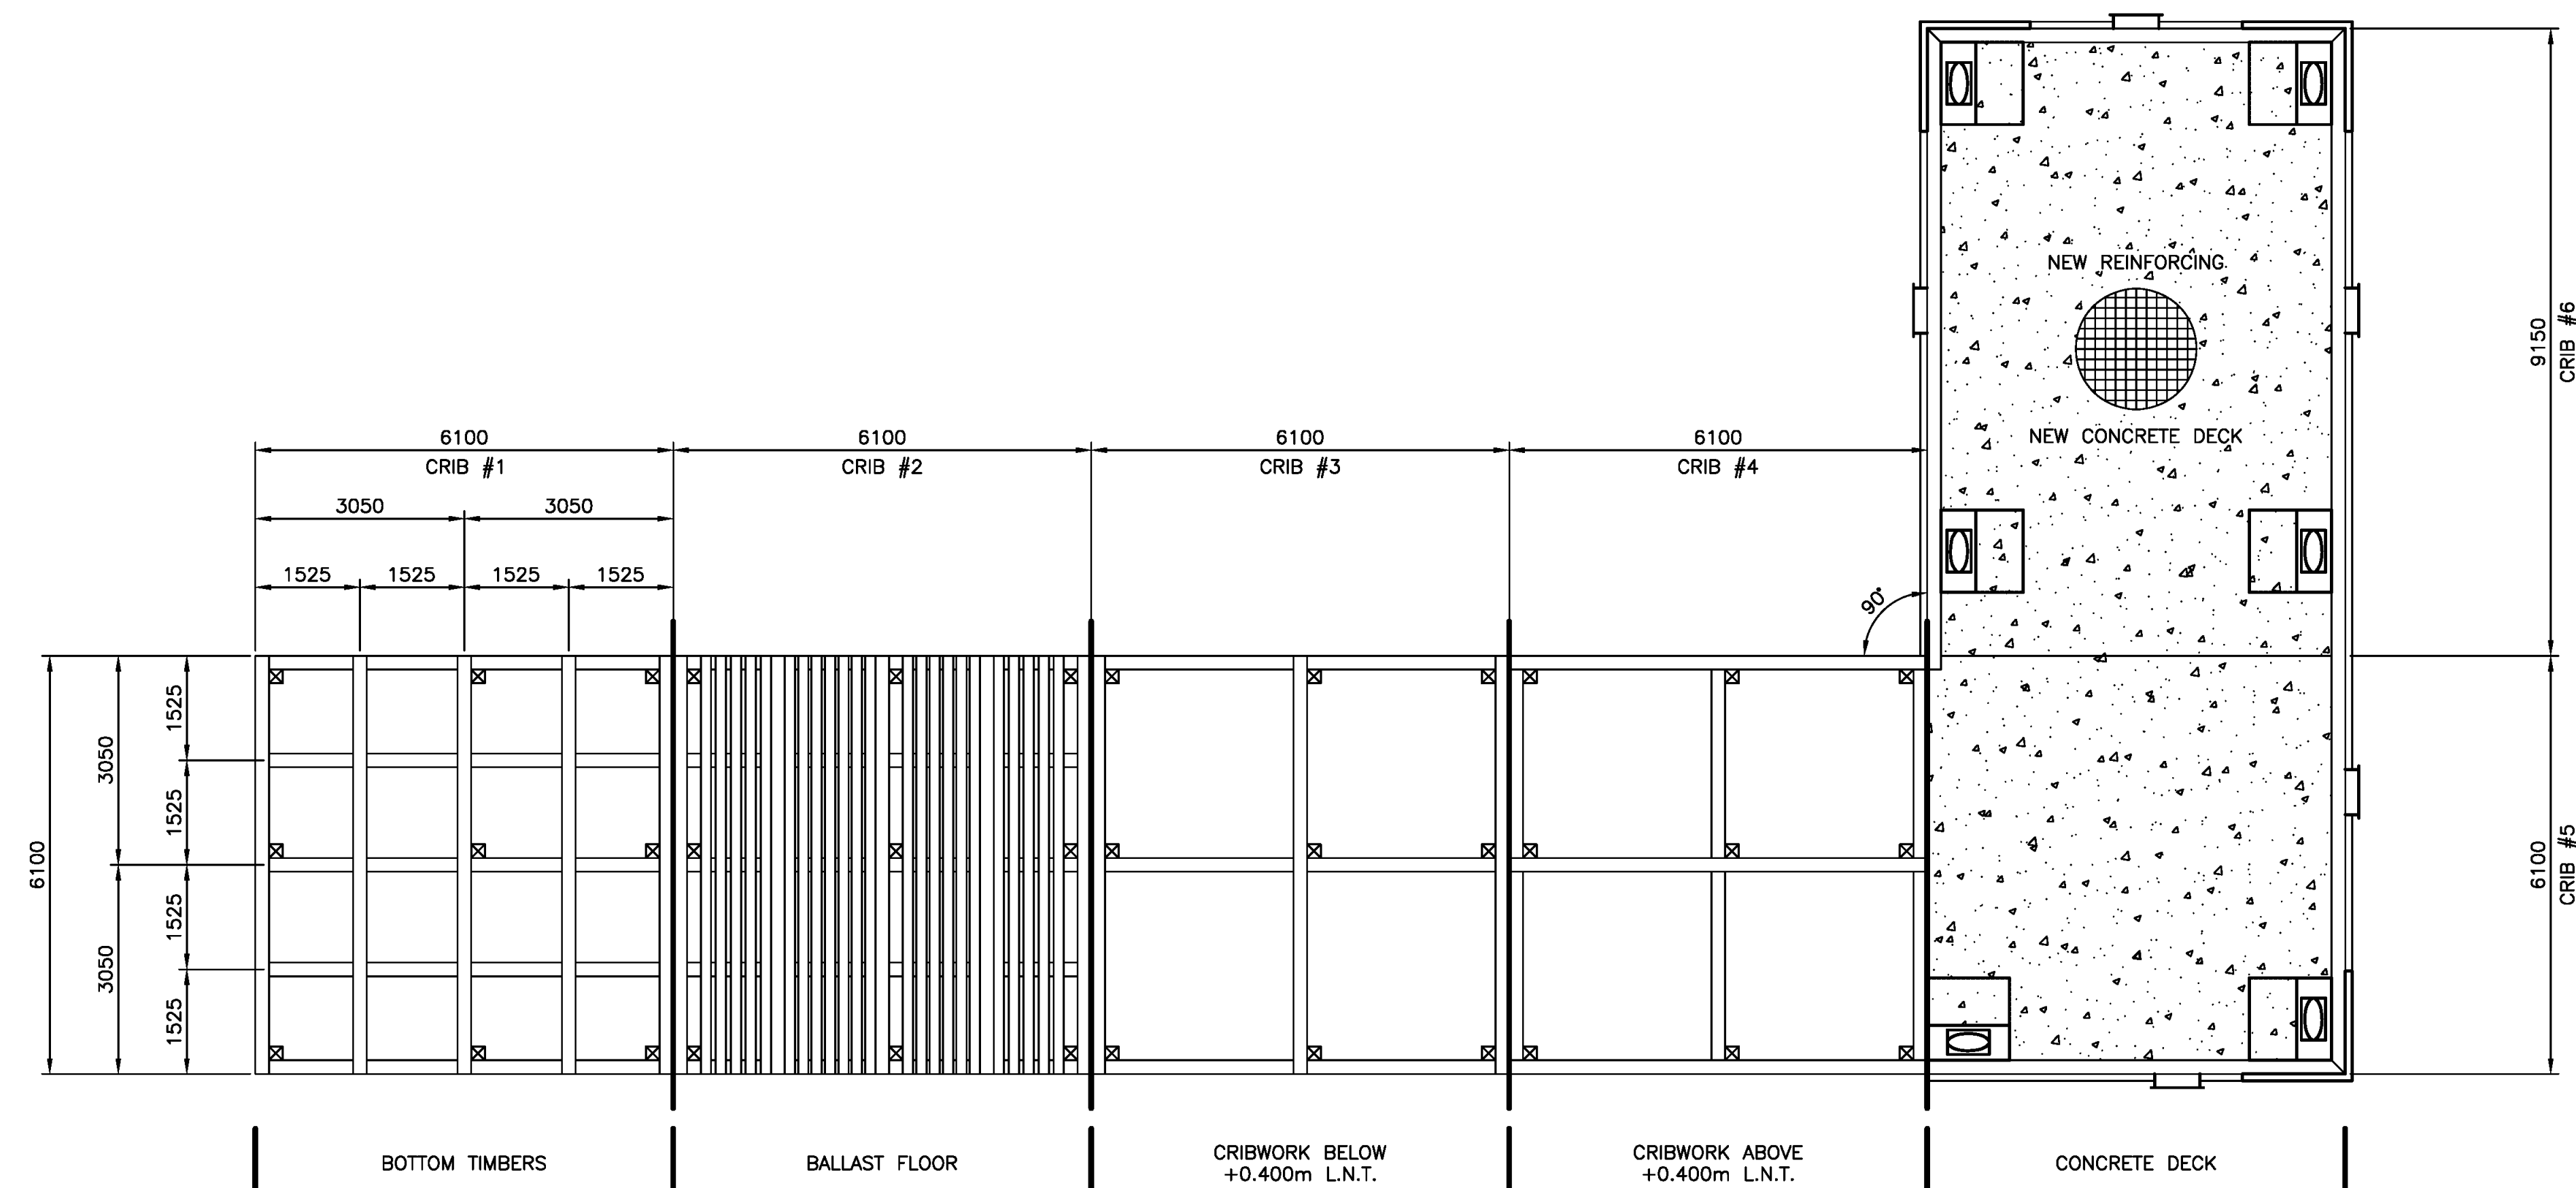 NEW REINFORCING
NEW CONCRETE DECK
9150
CRIB #6
6100
CRIB #1
6100
CRIB #2
6100
CRIB #3
6100
CRIB #4
3050
3050
1525
1525
1525
1525
90°
6100
3050
3050
1525
1525
1525
1525
6100
CRIB #5
BOTTOM TIMBERS
BALLAST FLOOR
CRIBWORK BELOW
+0.400m L.N.T.
CRIBWORK ABOVE
+0.400m L.N.T.
CONCRETE DECK